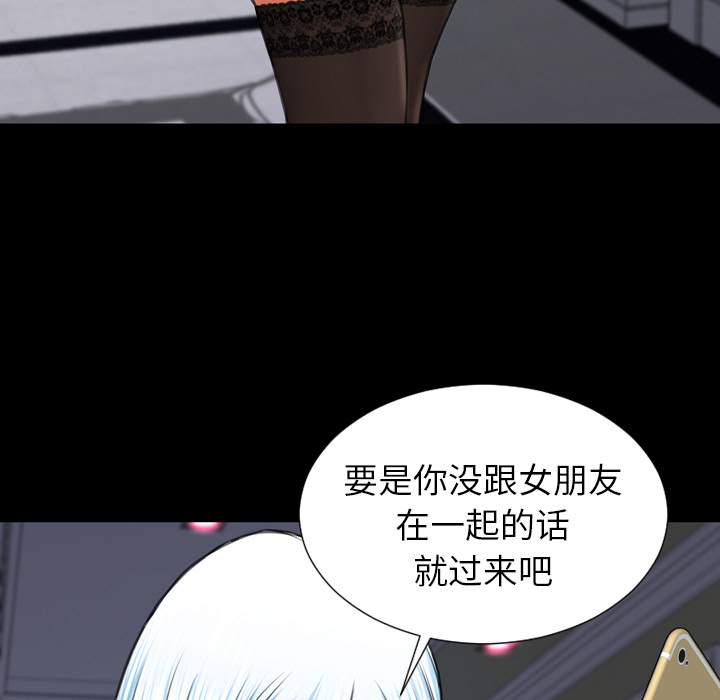 要是你没跟女朋友
在一起的话
就过来吧